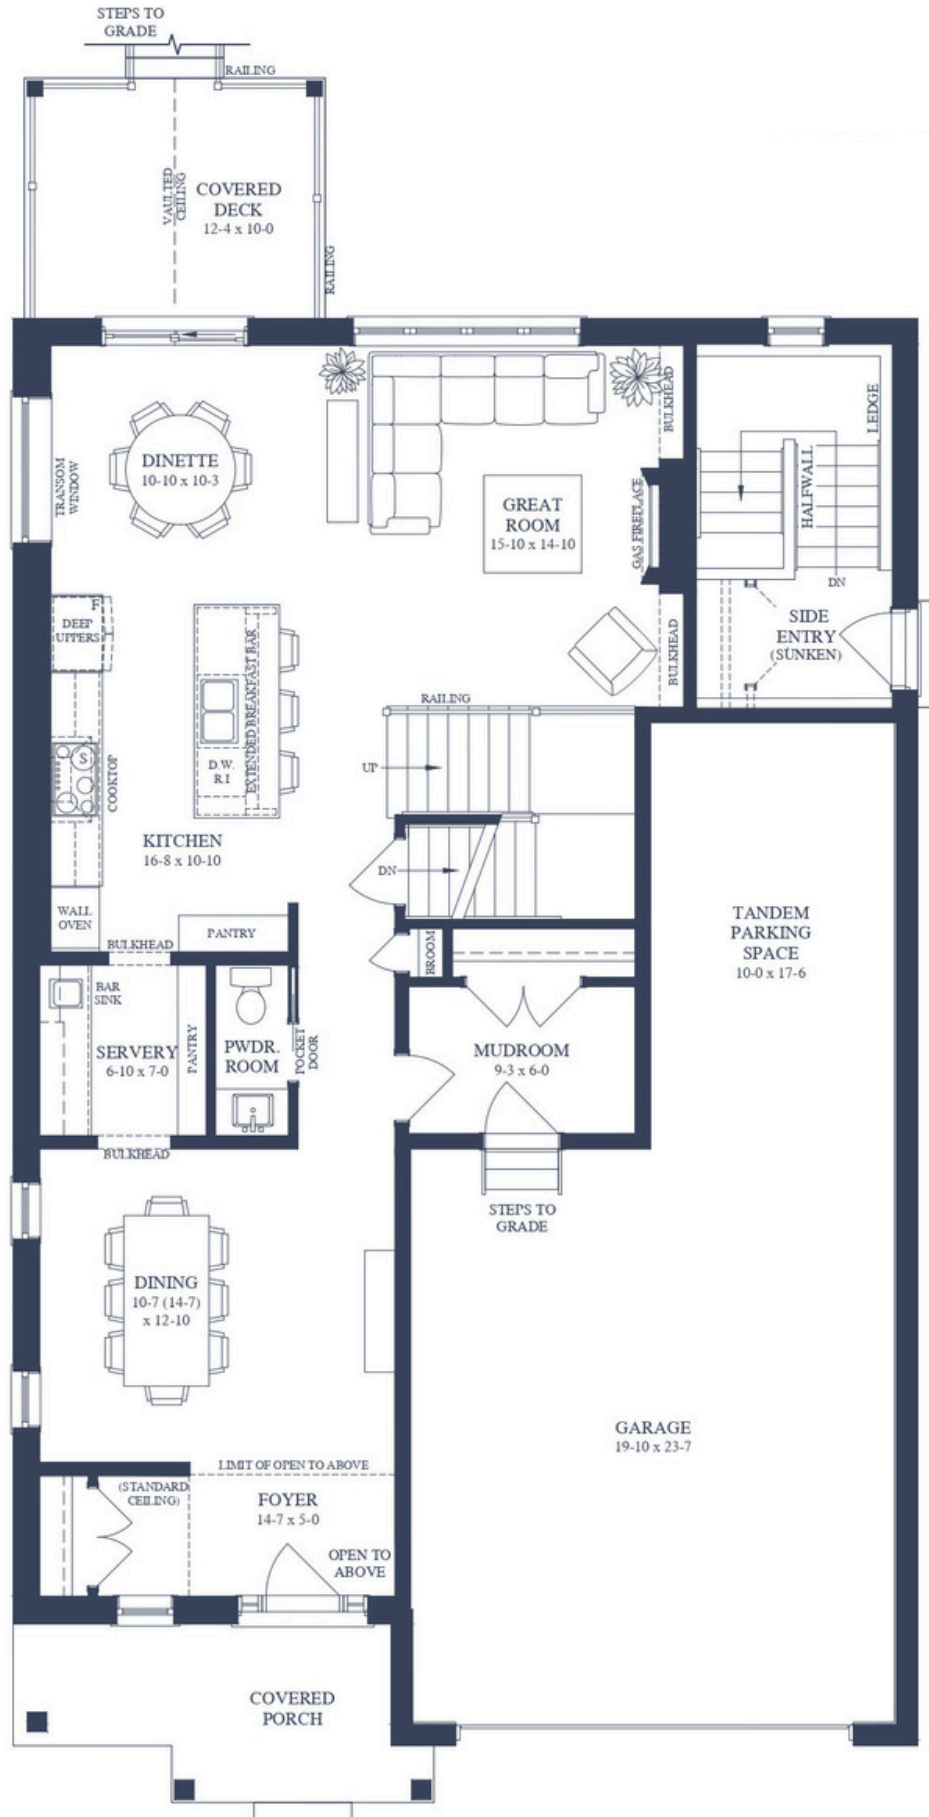 STEPS TO
GRADE
RAILING
VAULTED
CEILING
COVERED
DECK
12-4 x 10-0
RAILING
TRANSOM
WINDOW
DINETTE
10-10 x 10-3
GREAT
ROOM
15-10 x 14-10
GAS FIREPLACE
BULKHEAD
BULKHEAD
LEDGE
HALFWALL
DN
SIDE
ENTRY
(SUNKEN)
F
DEEP
UPPERS
EXTENDED BREAKFAST BAR
D.W.
R.I
S
COOKTOP
RAILING
UP
KITCHEN
16-8 x 10-10
DN
WALL
OVEN
PANTRY
BULKHEAD
BROOM
TANDEM
PARKING
SPACE
10-0 x 17-6
BAR
SINK
SERVERY
6-10 x 7-0
PANTRY
PWDR.
ROOM
POCKET
DOOR
MUDROOM
9-3 x 6-0
BULKHEAD
STEPS TO
GRADE
DINING
10-7 (14-7)
x 12-10
GARAGE
19-10 x 23-7
LIMIT OF OPEN TO ABOVE
(STANDARD
CEILING)
FOYER
14-7 x 5-0
OPEN TO
ABOVE
COVERED
PORCH